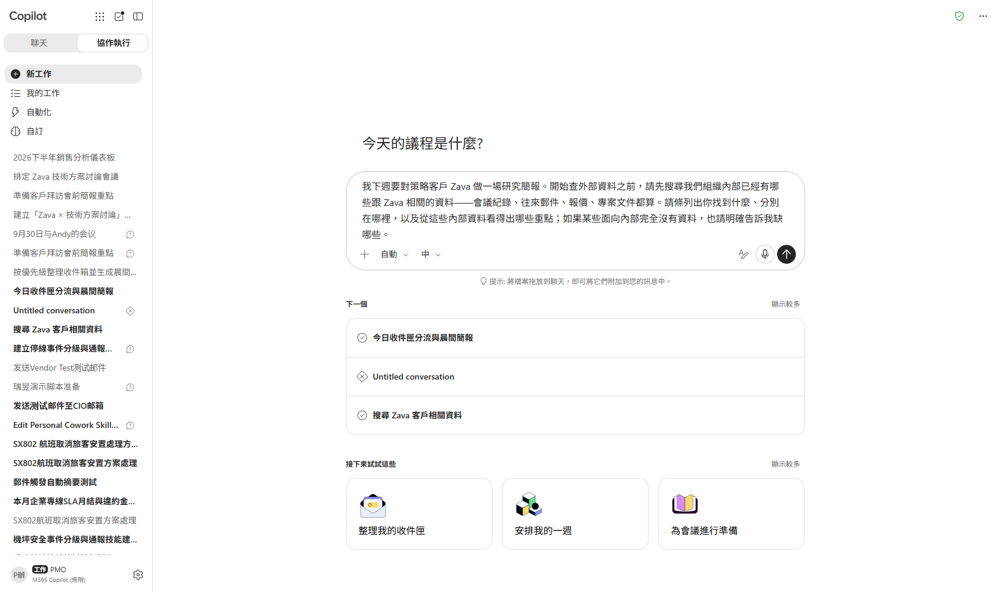 Copilot
聊天
協作執行
新工作
我的工作
自動化
自訂
2026下半年銷售分析儀表板
排定 Zava 技術方案討論會議
準備客戶拜訪會前簡報重點
建立「Zava × 技術方案討論」...
9月30日与Andy的会议
準備客戶拜訪會前簡報重點
按優先級整理收件箱並生成晨間...
今日收件匣分流與晨間簡報
Untitled conversation
搜尋 Zava 客戶相關資料
建立停線事件分級與通報...
发送Vendor Test测试邮件
瑞昱演示脚本准备
发送测试邮件至CIO邮箱
Edit Personal Cowork Skill...
SX802 航班取消旅客安置處理方...
SX802航班取消旅客安置方案處理
郵件觸發自動摘要測試
本月企業專線SLA月結與違約金...
SX802航班取消旅客安置方案處理
機坪安全事件分級與通報技能建...
P辦
工作 PMO
M365 Copilot (進階)
今天的議程是什麼?
我下週要對策略客戶 Zava 做一場研究簡報。開始查外部資料之前，請先搜尋我們組織內部已經有哪
些跟 Zava 相關的資料——會議紀錄、往來郵件、報價、專案文件都算。請條列出你找到什麼、分別
在哪裡，以及從這些內部資料看得出哪些重點；如果某些面向內部完全沒有資料，也請明確告訴我缺
哪些。
自動
中
提示: 將檔案拖放到聊天，即可將它們附加到您的訊息中。
下一個
顯示較多
今日收件匣分流與晨間簡報
Untitled conversation
搜尋 Zava 客戶相關資料
接下來試試這些
顯示較多
整理我的收件匣
安排我的一週
為會議進行準備